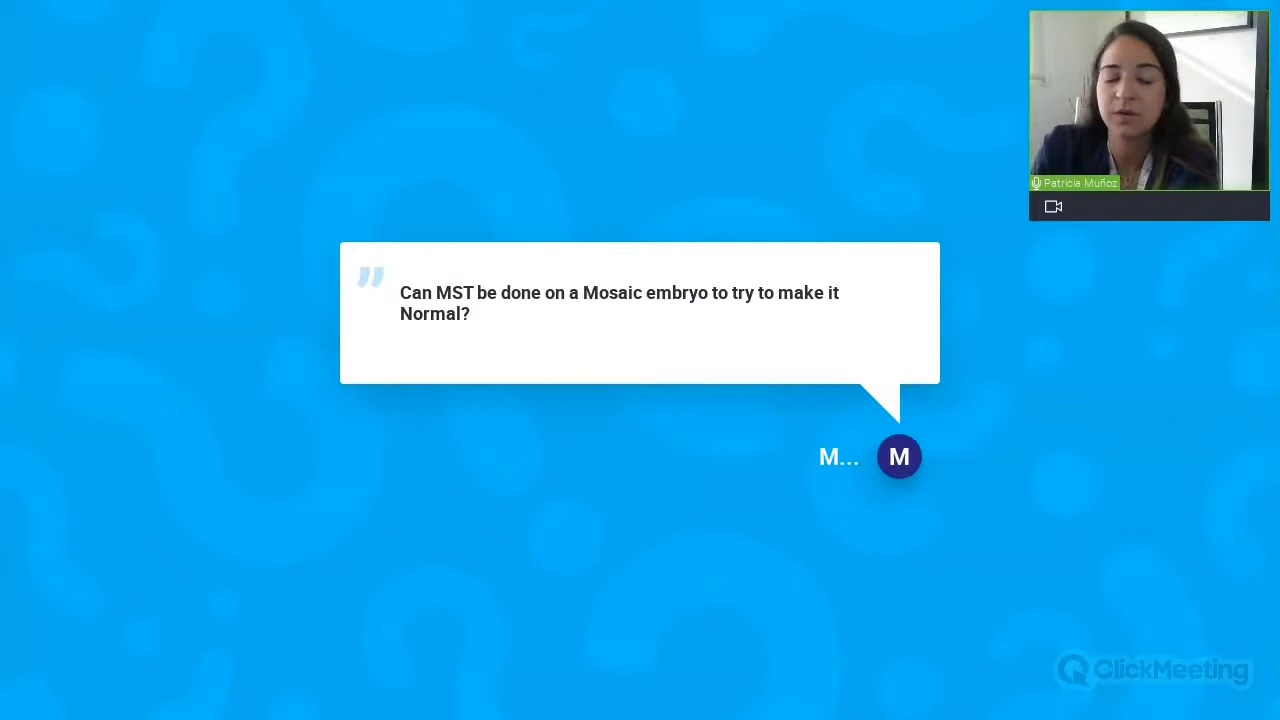 Patricia Muñoz
Can MST be done on a Mosaic embryo to try to make it
Normal?
M... M
ClickMeeting